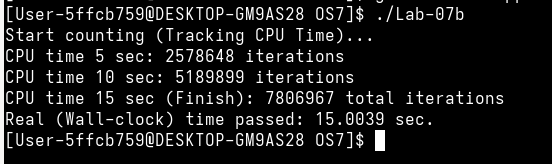 [User-5ffcb759@DESKTOP-GM9AS28 OS7]$ ./Lab-07b
Start counting (Tracking CPU Time)...
CPU time 5 sec: 2578648 iterations
CPU time 10 sec: 5189899 iterations
CPU time 15 sec (Finish): 7806967 total iterations
Real (Wall-clock) time passed: 15.0039 sec.
[User-5ffcb759@DESKTOP-GM9AS28 OS7]$